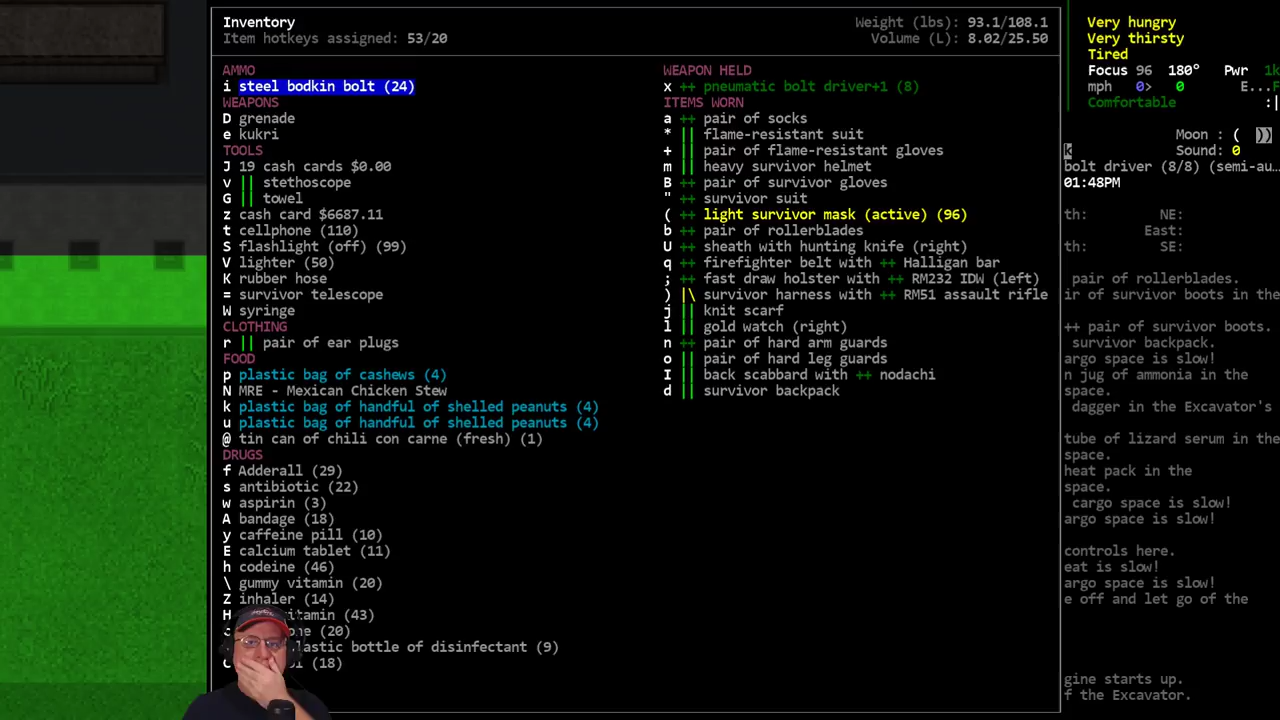 Inventory
Item hotkeys assigned: 53/20
Weight (lbs): 93.1/108.1
Volume (L): 8.02/25.50
AMMO
i steel bodkin bolt (24)
WEAPONS
D grenade
e kukri
TOOLS
J 19 cash cards $0.00
v || stethoscope
G || towel
z cash card $6687.11
t cellphone (110)
S flashlight (off) (99)
V lighter (50)
K rubber hose
= survivor telescope
W syringe
CLOTHING
r || pair of ear plugs
FOOD
p plastic bag of cashews (4)
N MRE - Mexican Chicken Stew
k plastic bag of handful of shelled peanuts (4)
u plastic bag of handful of shelled peanuts (4)
@ tin can of chili con carne (fresh) (1)
DRUGS
f Adderall (29)
s antibiotic (22)
w aspirin (3)
A bandage (18)
y caffeine pill (10)
E calcium tablet (11)
h codeine (46)
\ gummy vitamin (20)
Z inhaler (14)
H itamin (43)
ne (20)
lastic bottle of disinfectant (9)
(18)
WEAPON HELD
x ++ pneumatic bolt driver+1 (8)
ITEMS WORN
a ++ pair of socks
* || flame-resistant suit
+ || pair of flame-resistant gloves
m || heavy survivor helmet
B ++ pair of survivor gloves
" ++ survivor suit
( ++ light survivor mask (active) (96)
b ++ pair of rollerblades
U ++ sheath with hunting knife (right)
q ++ firefighter belt with ++ Halligan bar
; ++ fast draw holster with ++ RM232 IDW (left)
) |\ survivor harness with ++ RM51 assault rifle
j || knit scarf
l || gold watch (right)
n ++ pair of hard arm guards
o || pair of hard leg guards
I || back scabbard with ++ nodachi
d || survivor backpack
Very hungry
Very thirsty
Tired
Focus 96 180° Pwr 1k
mph 0> 0 E...F
Comfortable :|
Moon : ( ))
k Sound: 0
bolt driver (8/8) (semi-au...
01:48PM
th: NE:
East:
th: SE:
pair of rollerblades.
ir of survivor boots in the
++ pair of survivor boots.
survivor backpack.
argo space is slow!
n jug of ammonia in the
space.
dagger in the Excavator's
tube of lizard serum in the
space.
heat pack in the
space.
cargo space is slow!
argo space is slow!
controls here.
eat is slow!
argo space is slow!
e off and let go of the
gine starts up.
f the Excavator.